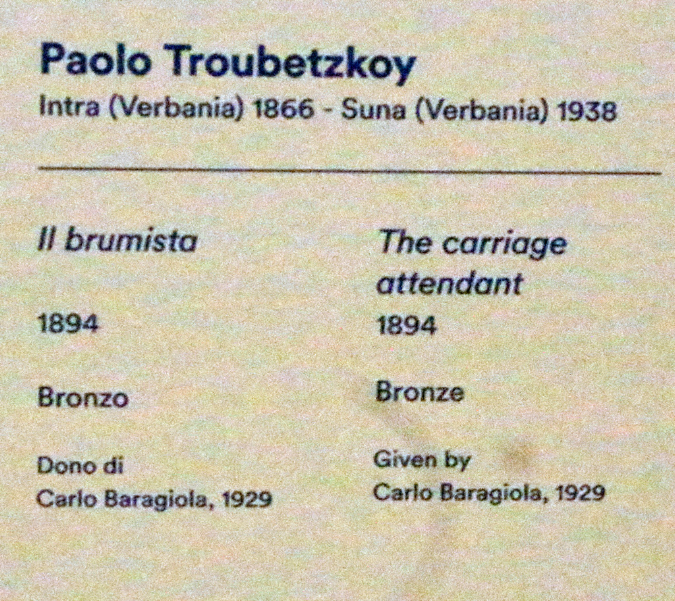 Paolo Troubetzkoy
Intra (Verbania) 1866 - Suna (Verbania) 1938
Il brumista
1894
Bronzo
Dono di
Carlo Baragiola, 1929
The carriage
attendant
1894
Bronze
Given by
Carlo Baragiola, 1929